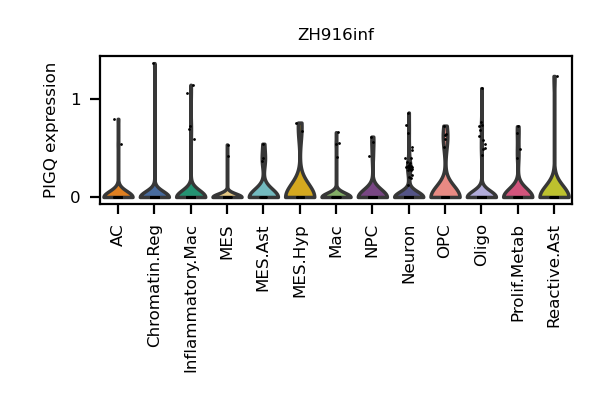 ZH916inf
PIGQ expression
1
0
AC
Chromatin.Reg
Inflammatory.Mac
MES
MES.Ast
MES.Hyp
Mac
NPC
Neuron
OPC
Oligo
Prolif.Metab
Reactive.Ast